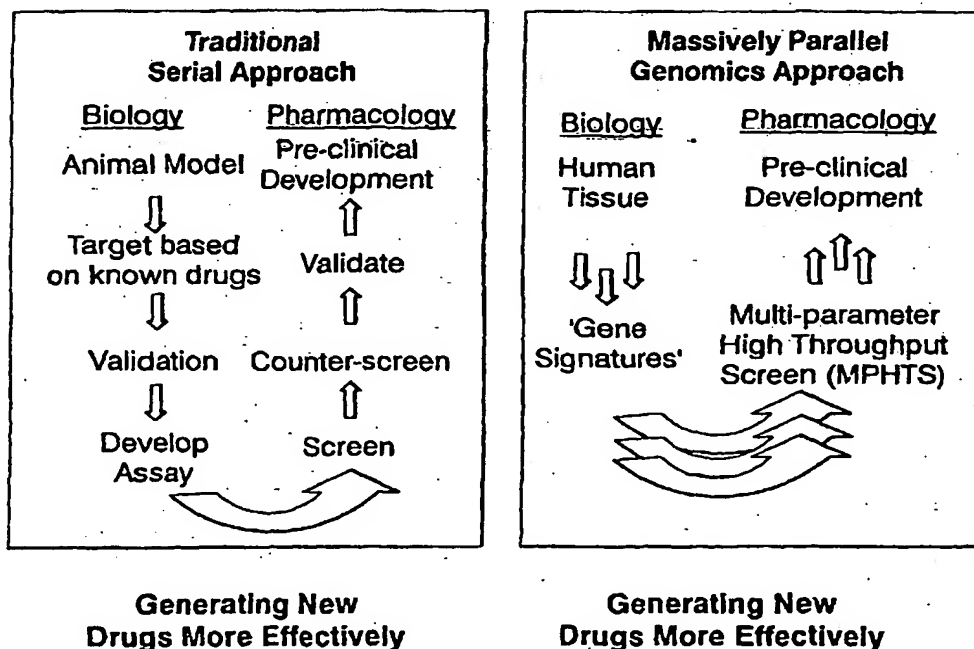 Traditional
Serial Approach
Biology
Animal Model
Target based
on known drugs
Validation
Develop
Assay
Pharmacology
Pre-clinical
Development
Validate
Counter-screen
Screen
Massively Parallel
Genomics Approach
Biology
Human
Tissue
'Gene
Signatures'
Pharmacology
Pre-clinical
Development
Multi-parameter
High Throughput
Screen (MPHTS)
Generating New
Drugs More Effectively
Generating New
Drugs More Effectively